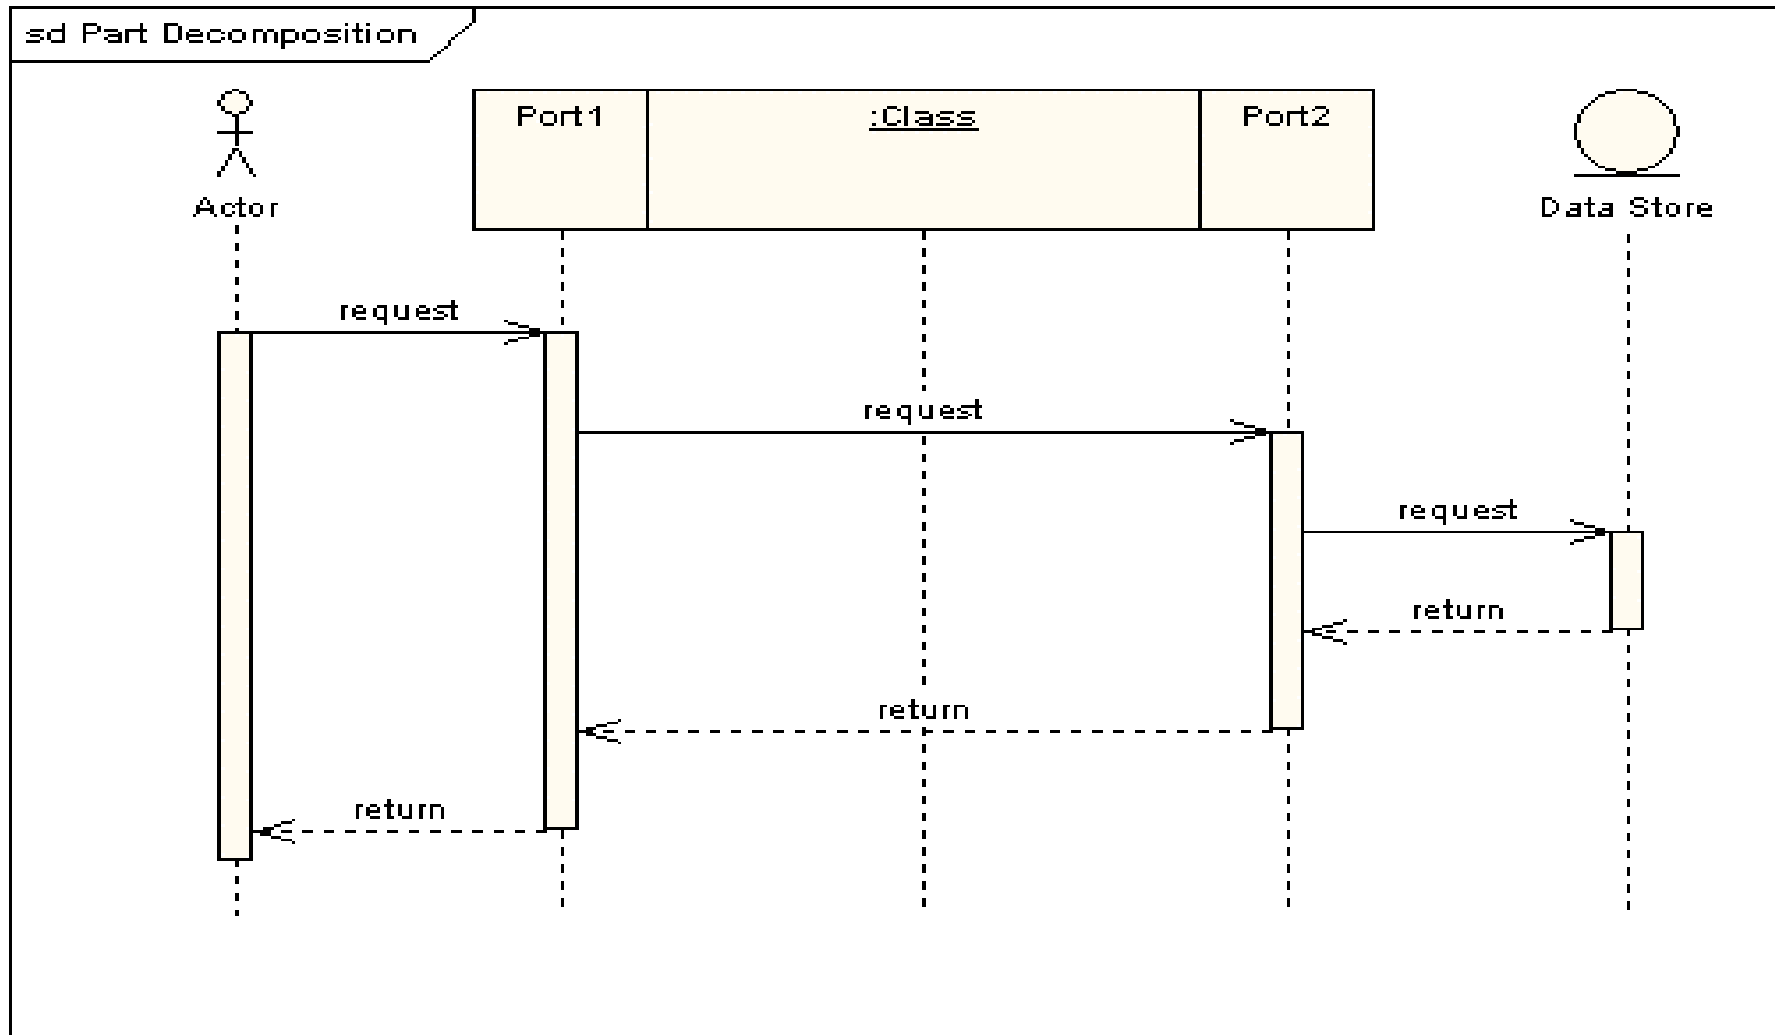 sd Part Decomposition
Port1
:Class
Port2
Actor
Data Store
request
request
request
return
return
return